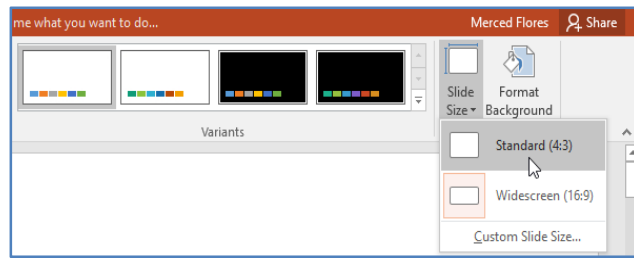 me what you want to do...
Merced Flores
Share
Slide
Size
Format
Background
Variants
Standard (4:3)
Widescreen (16:9)
Custom Slide Size...